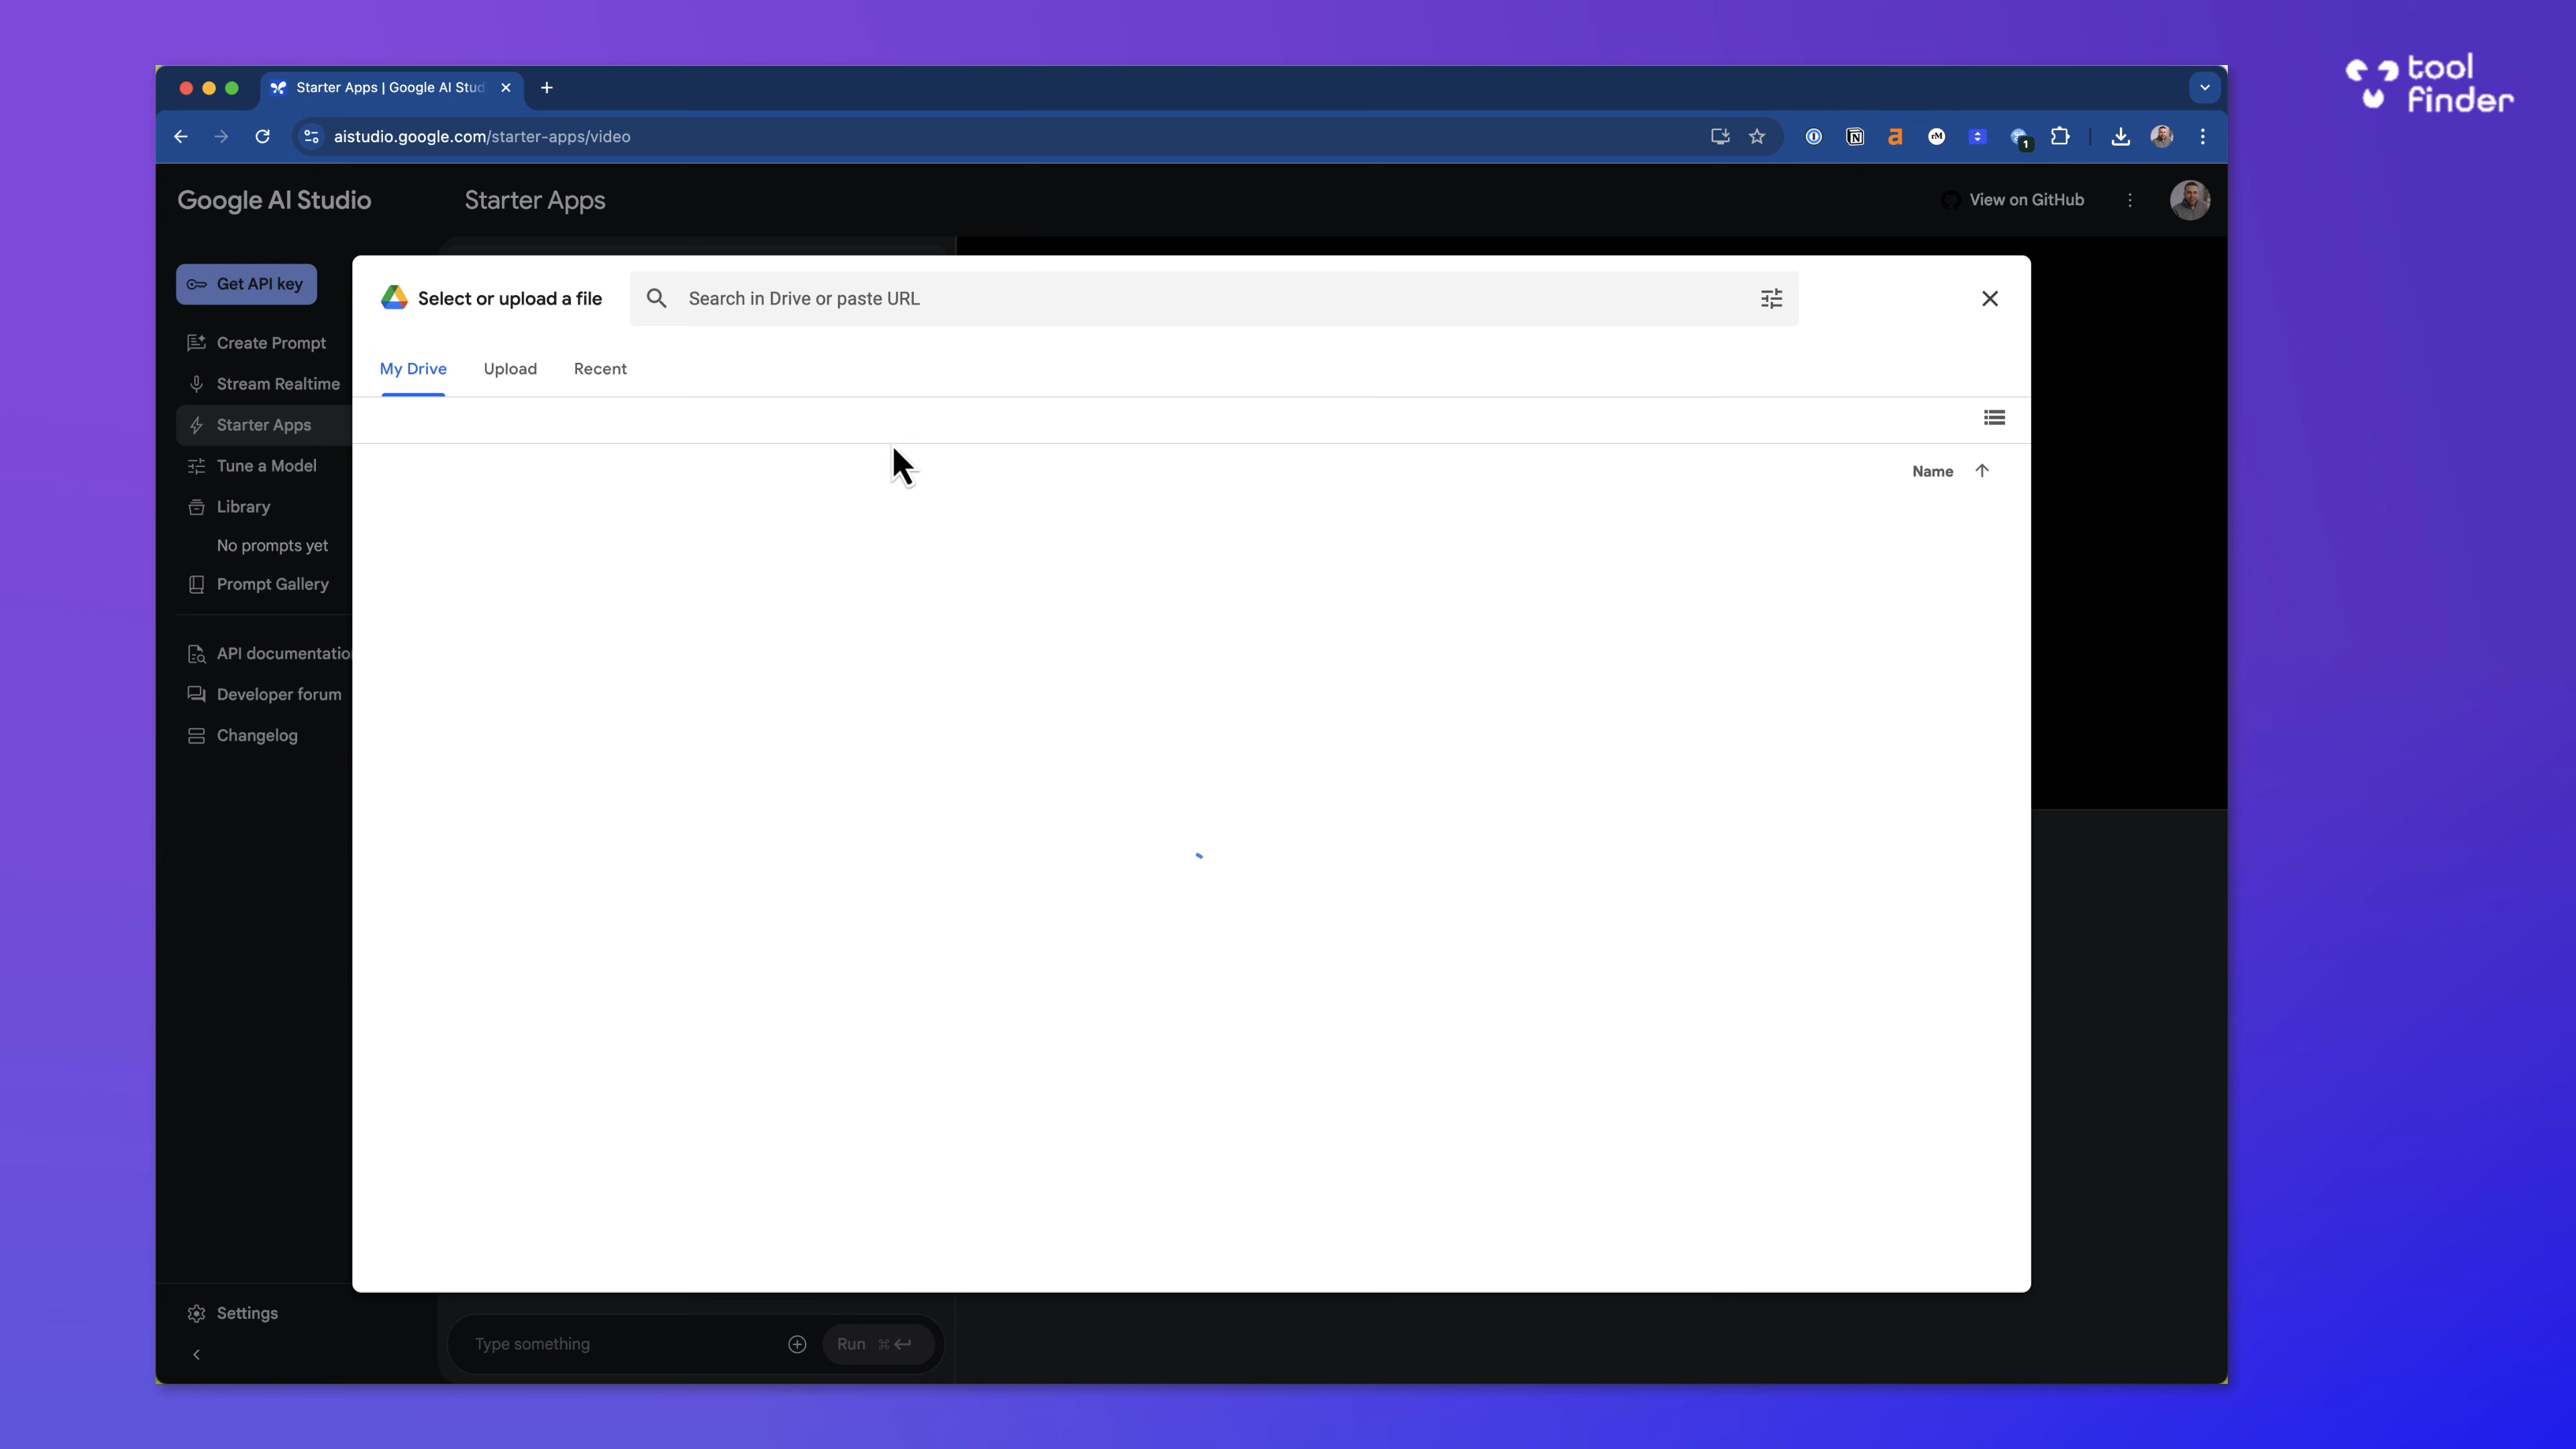 tool
finder
Starter Apps | Google AI Stud
aistudio.google.com/starter-apps/video
1
Google AI Studio
Starter Apps
View on GitHub
Get API key
Create Prompt
Stream Realtime
Starter Apps
Tune a Model
Library
No prompts yet
Prompt Gallery
API documentatio
Developer forum
Changelog
Settings
Select or upload a file
Search in Drive or paste URL
My Drive
Upload
Recent
Name
Type something
Run ⌘